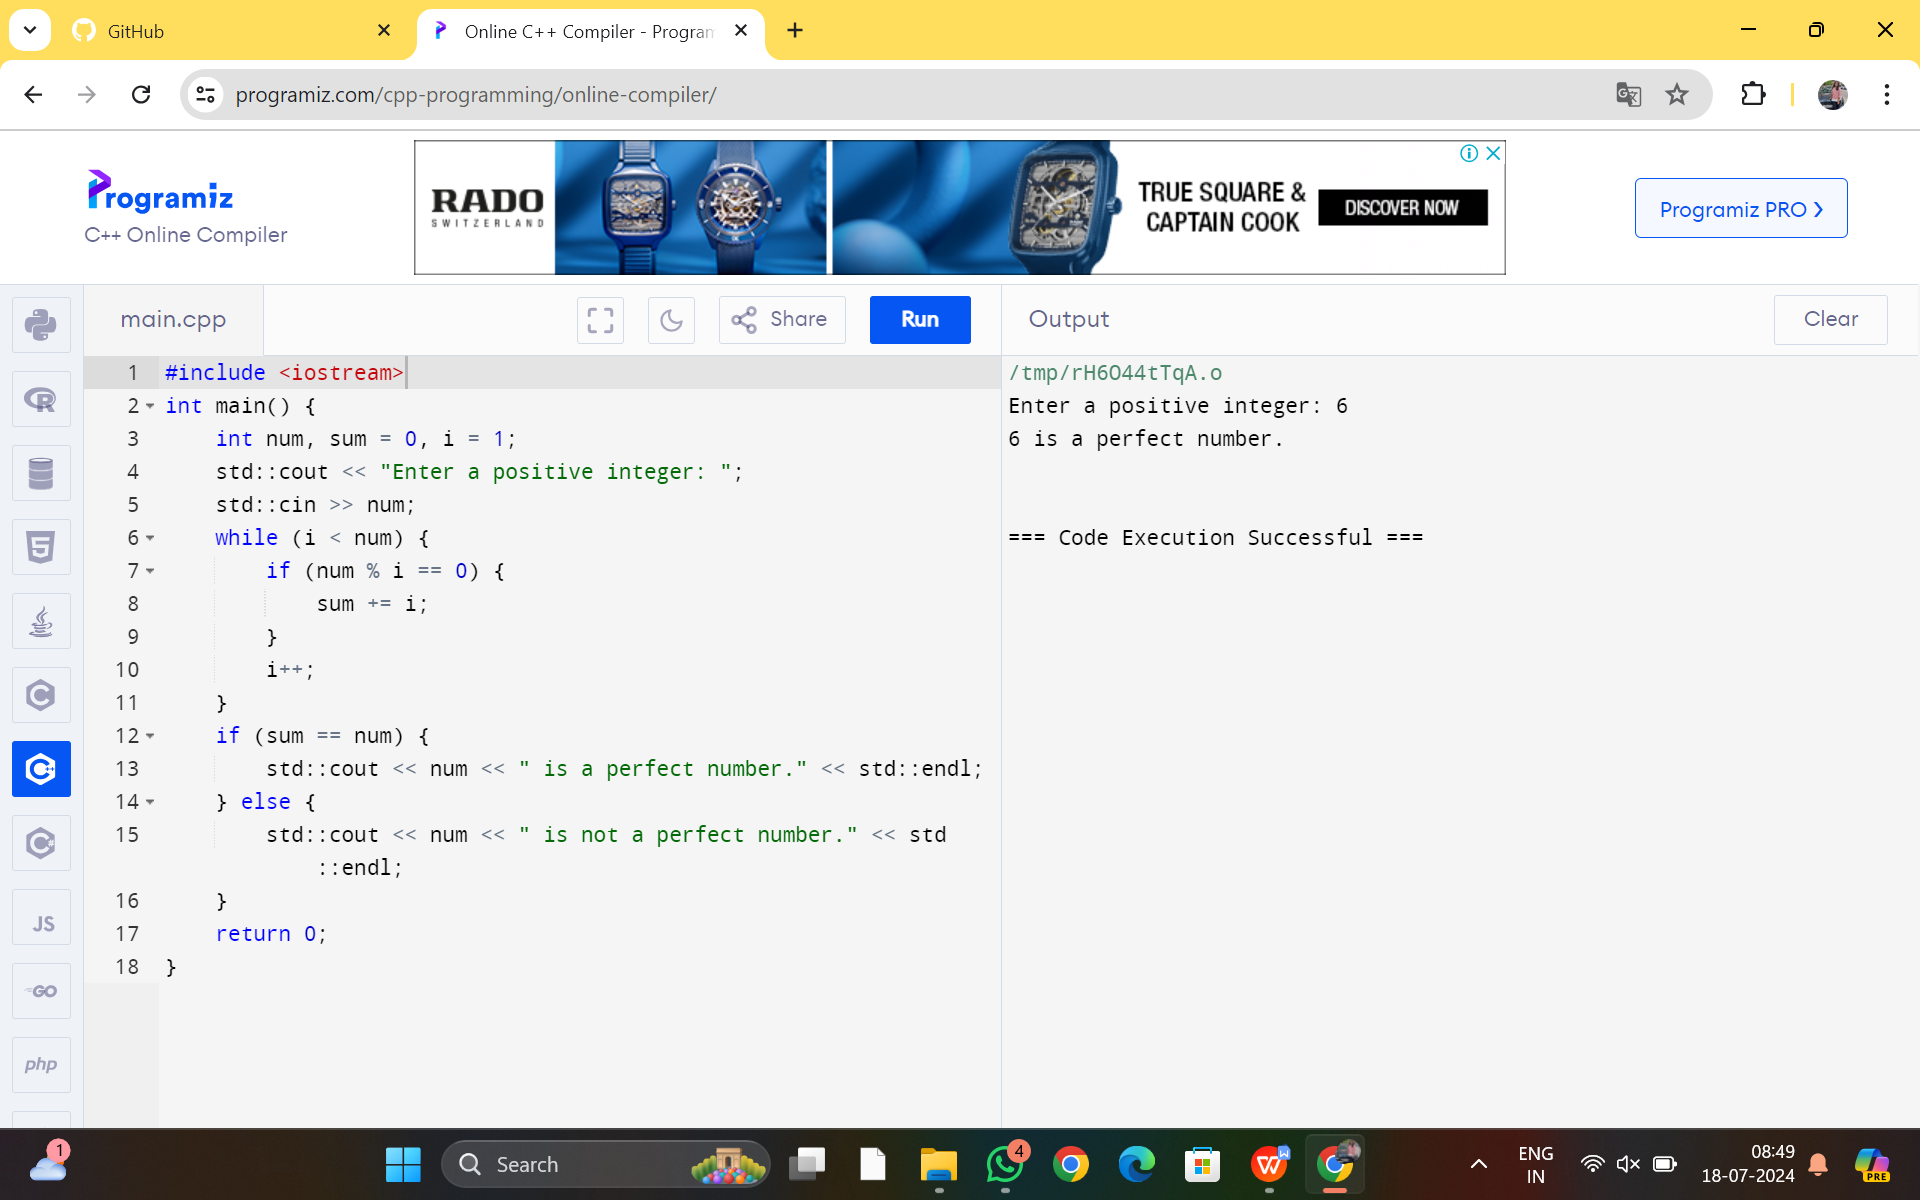 GitHub
Online C++ Compiler - Program
programiz.com/cpp-programming/online-compiler/
Programiz
C++ Online Compiler
RADO
SWITZERLAND
TRUE SQUARE &
CAPTAIN COOK
DISCOVER NOW
Programiz PRO
main.cpp
Share
Run
Output
Clear
1 #include <iostream>
2 int main() {
3 int num, sum = 0, i = 1;
4 std::cout << "Enter a positive integer: ";
5 std::cin >> num;
6 while (i < num) {
7 if (num % i == 0) {
8 sum += i;
9 }
10 i++;
11 }
12 if (sum == num) {
13 std::cout << num << " is a perfect number." << std::endl;
14 } else {
15 std::cout << num << " is not a perfect number." << std
::endl;
16 }
17 return 0;
18 }
/tmp/rH6O44tTqA.o
Enter a positive integer: 6
6 is a perfect number.
=== Code Execution Successful ===
JS
GO
php
1
Search
4
W
ENG
IN
08:49
18-07-2024
PRE